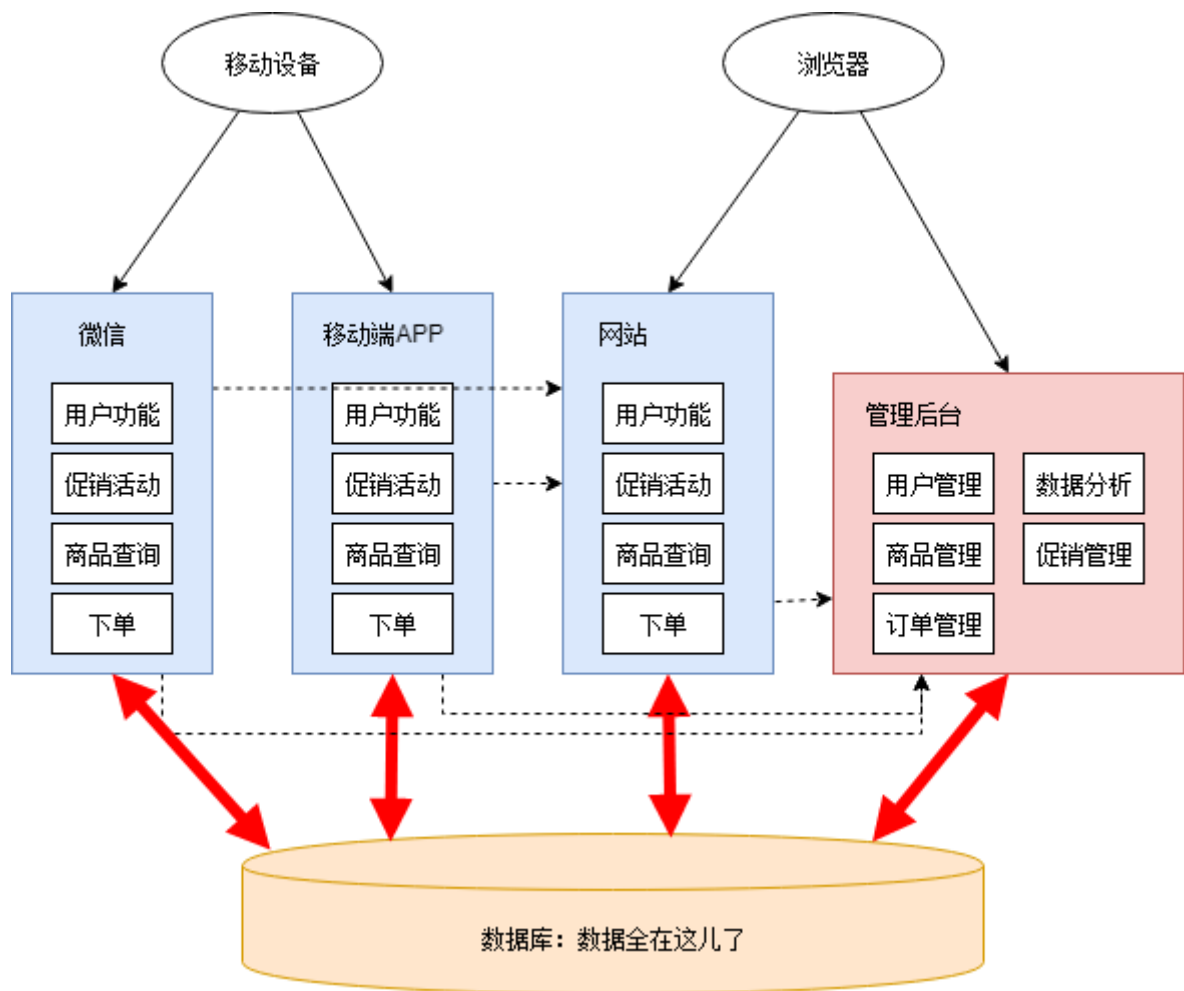 移动设备
浏览器
微信
用户功能
促销活动
商品查询
下单
移动端APP
用户功能
促销活动
商品查询
下单
网站
用户功能
促销活动
商品查询
下单
管理后台
用户管理
数据分析
商品管理
促销管理
订单管理
数据库：数据全在这儿了